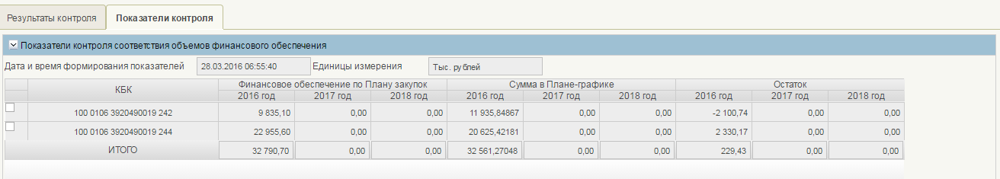 Результаты контроля Показатели контроля
Показатели контроля соответствия объемов финансового обеспечения
Дата и время формирования показателей 28.03.2016 06:55:40 Единицы измерения Тыс. рублей
КБК Финансовое обеспечение по Плану закупок Сумма в Плане-графике Остаток
2016 год 2017 год 2018 год 2016 год 2017 год 2018 год 2016 год 2017 год 2018 год
100 0106 3920490019 242 9 835,10 0,00 0,00 11 935,84867 0,00 0,00 -2 100,74 0,00 0,00
100 0106 3920490019 244 22 955,60 0,00 0,00 20 625,42181 0,00 0,00 2 330,17 0,00 0,00
ИТОГО 32 790,70 0,00 0,00 32 561,27048 0,00 0,00 229,43 0,00 0,00